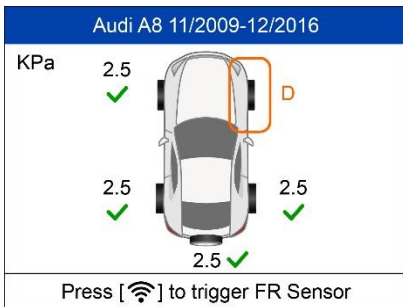 Audi A8 11/2009-12/2016
KPa
2.5
D
2.5
2.5
2.5
Press [ ] to trigger FR Sensor